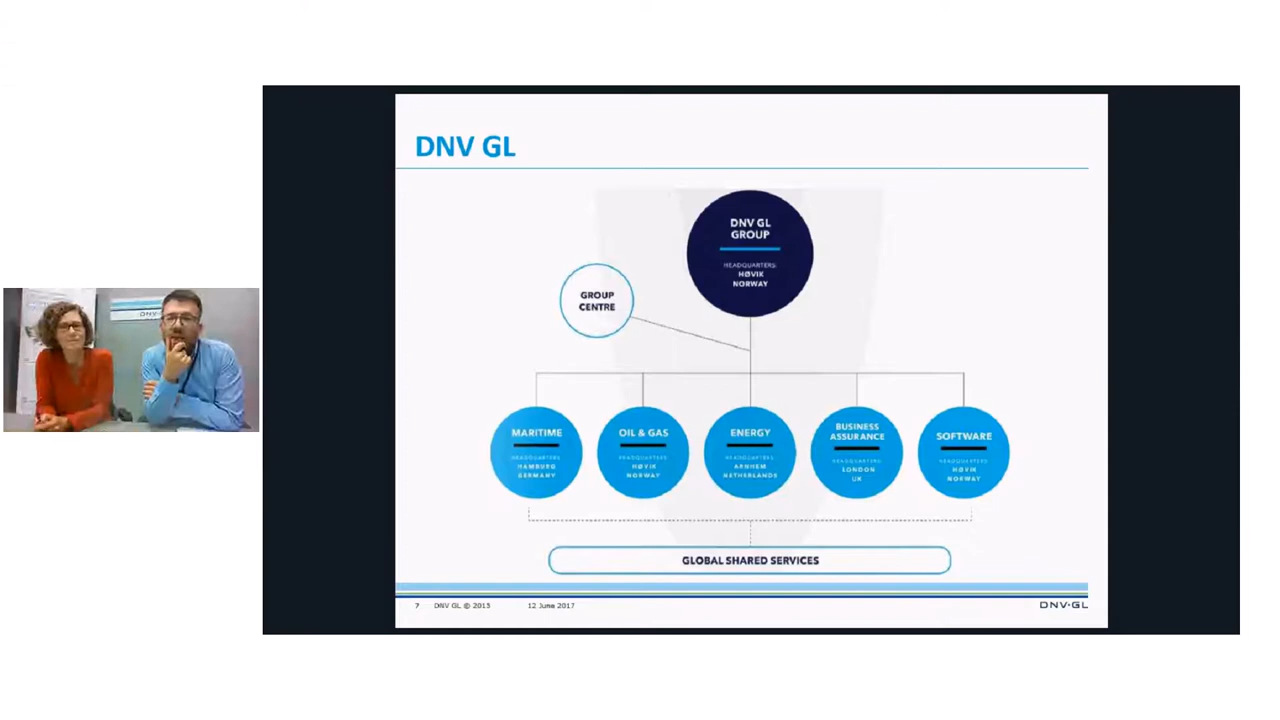 DNV GL
DNV GL
GROUP
HEADQUARTERS:
HØVIK
NORWAY
GROUP
CENTRE
MARITIME
HEADQUARTERS:
HAMBURG
GERMANY
OIL & GAS
HEADQUARTERS:
HØVIK
NORWAY
ENERGY
HEADQUARTERS:
ARNHEM
NETHERLANDS
BUSINESS
ASSURANCE
HEADQUARTERS:
LONDON
UK
SOFTWARE
HEADQUARTERS:
HØVIK
NORWAY
GLOBAL SHARED SERVICES
7 DNV GL © 2015 12 June 2017
DNV·GL